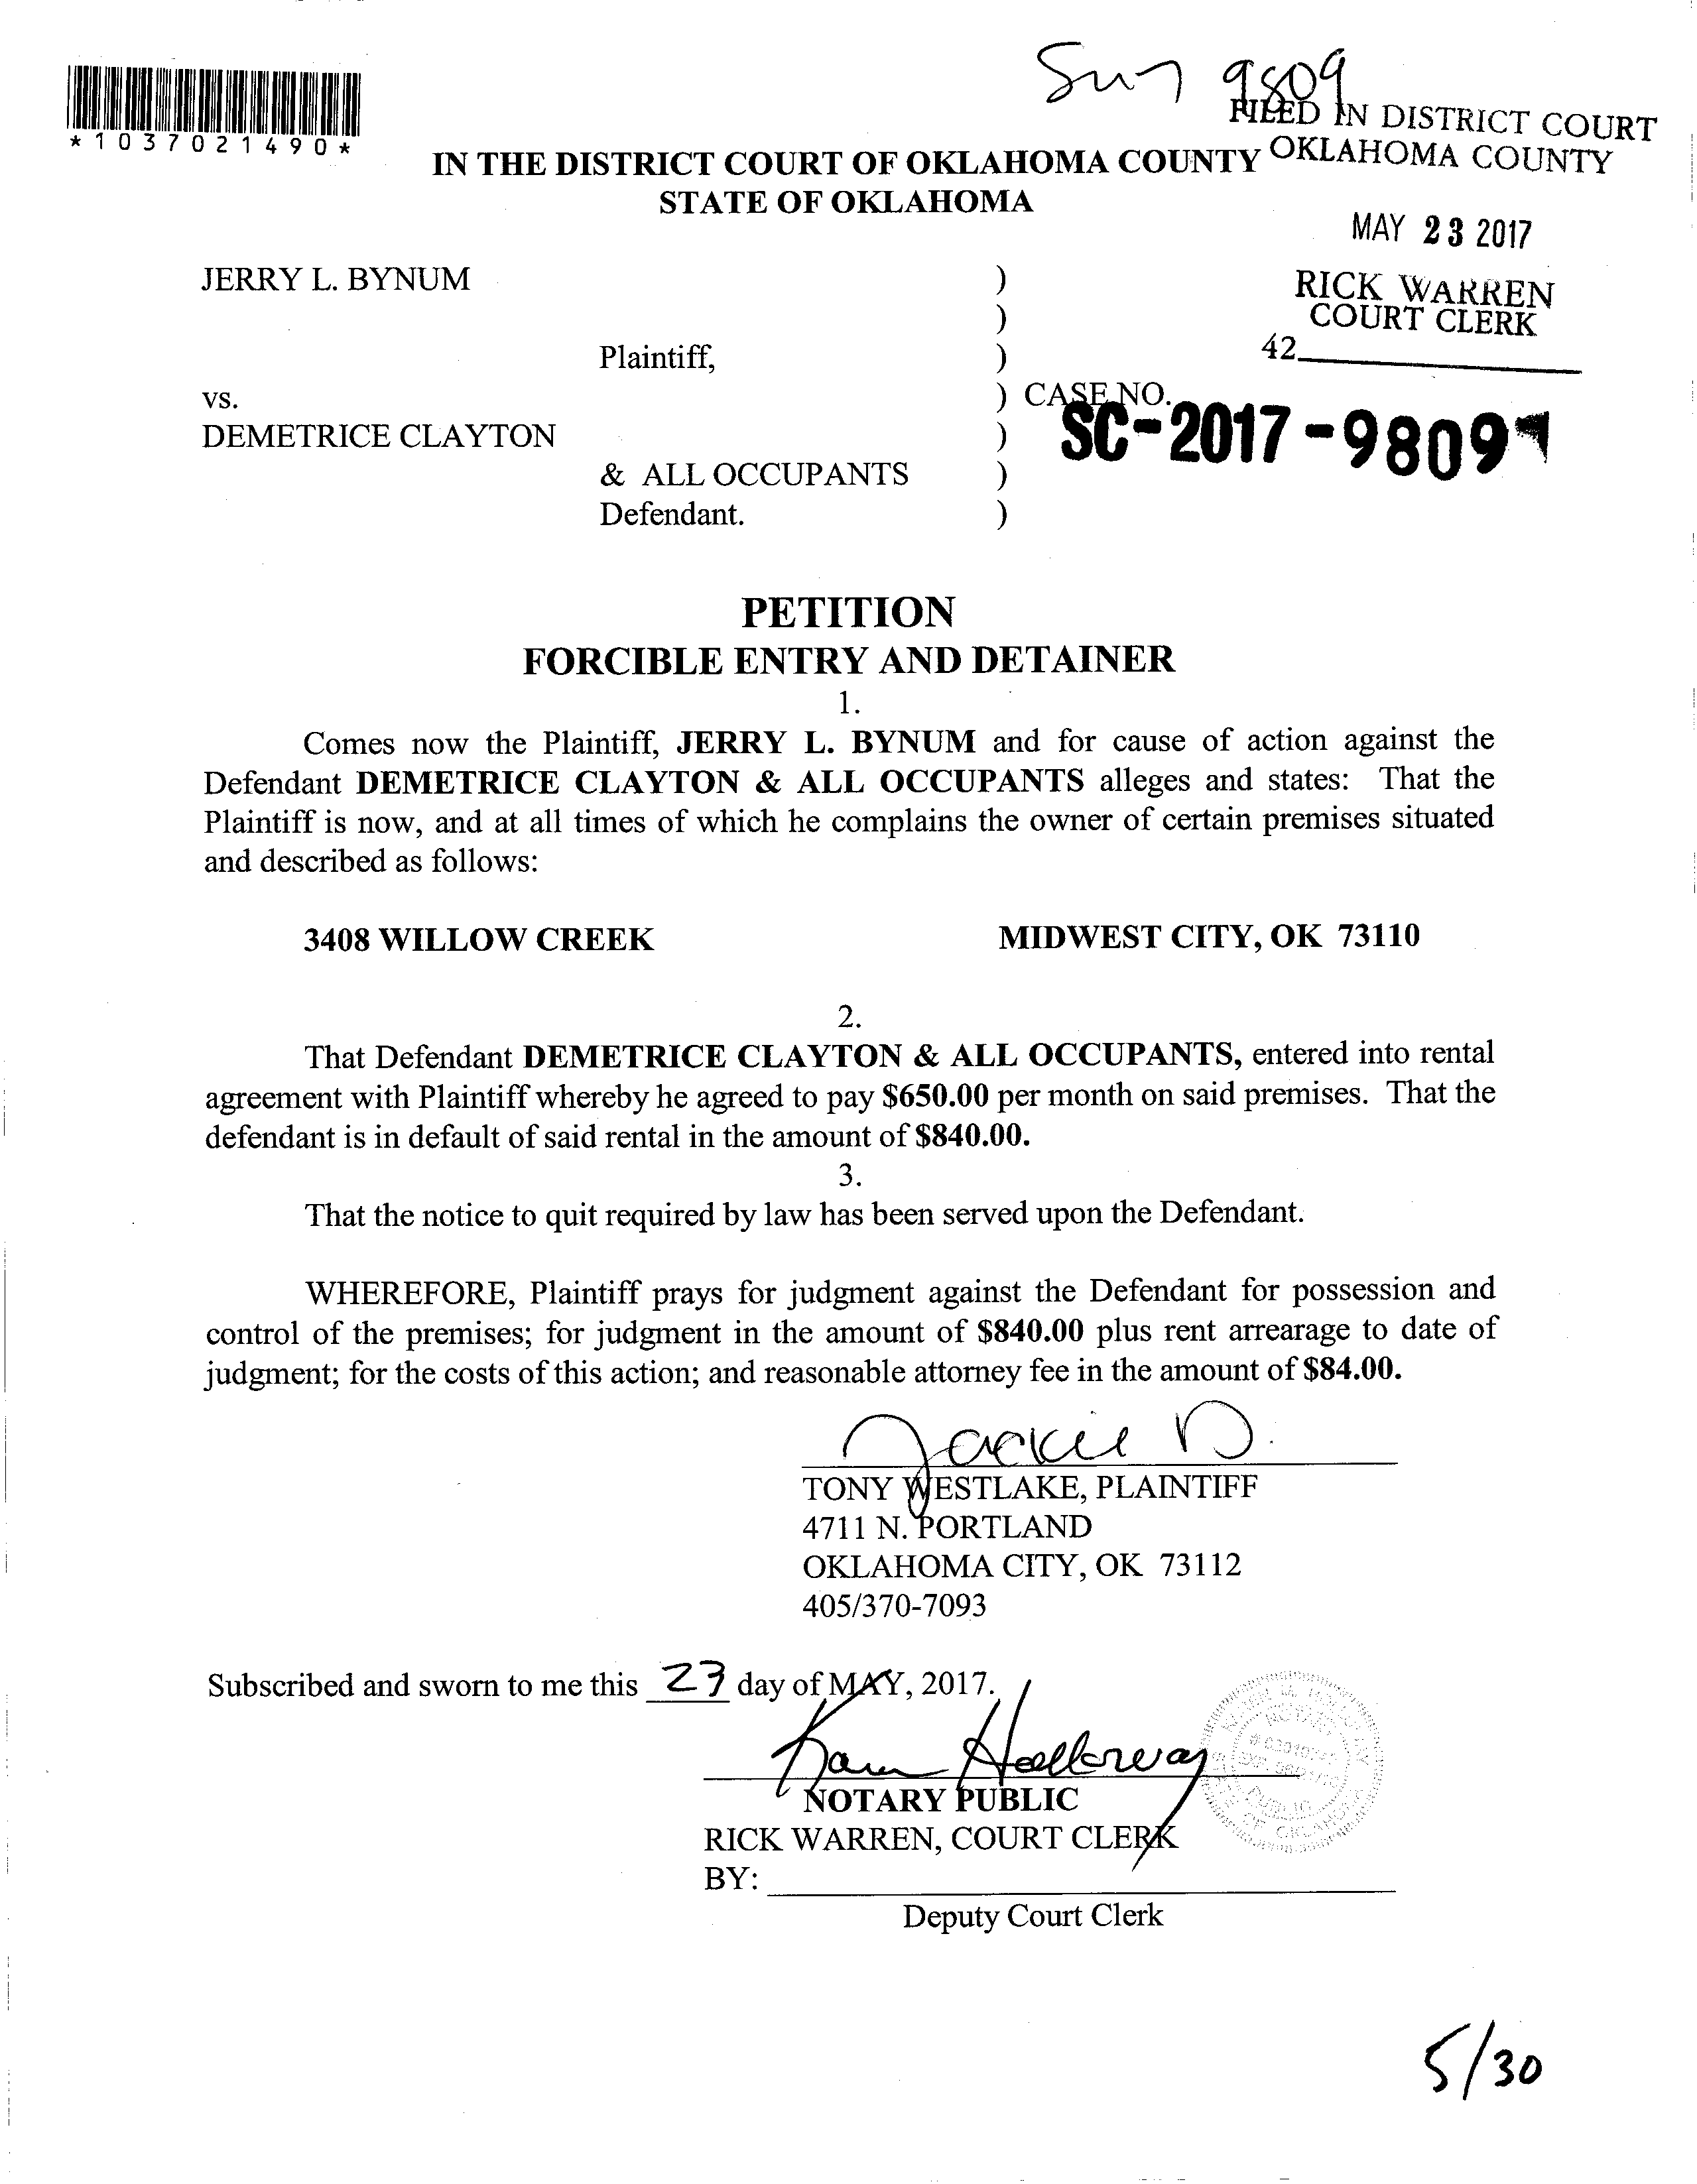 9809
FILED IN DISTRICT COURT
*1037021490*
IN THE DISTRICT COURT OF OKLAHOMA COUNTY OKLAHOMA COUNTY
STATE OF OKLAHOMA
MAY 23 2017
JERRY L. BYNUM )
RICK WARREN
) COURT CLERK
Plaintiff, ) 42
vs. ) CASE NO.
DEMETRICE CLAYTON ) SC-2017-9809
& ALL OCCUPANTS )
Defendant. )
PETITION
FORCIBLE ENTRY AND DETAINER
1.
Comes now the Plaintiff, JERRY L. BYNUM and for cause of action against the
Defendant DEMETRICE CLAYTON & ALL OCCUPANTS alleges and states: That the
Plaintiff is now, and at all times of which he complains the owner of certain premises situated
and described as follows:
3408 WILLOW CREEK MIDWEST CITY, OK 73110
2.
That Defendant DEMETRICE CLAYTON & ALL OCCUPANTS, entered into rental
agreement with Plaintiff whereby he agreed to pay $650.00 per month on said premises. That the
defendant is in default of said rental in the amount of $840.00.
3.
That the notice to quit required by law has been served upon the Defendant.
WHEREFORE, Plaintiff prays for judgment against the Defendant for possession and
control of the premises; for judgment in the amount of $840.00 plus rent arrearage to date of
judgment; for the costs of this action; and reasonable attorney fee in the amount of $84.00.
Jackie D.
TONY WESTLAKE, PLAINTIFF
4711 N. PORTLAND
OKLAHOMA CITY, OK 73112
405/370-7093
Subscribed and sworn to me this 23 day of MAY, 2017.
Holloway
NOTARY PUBLIC
RICK WARREN, COURT CLERK
BY:
Deputy Court Clerk
5/30